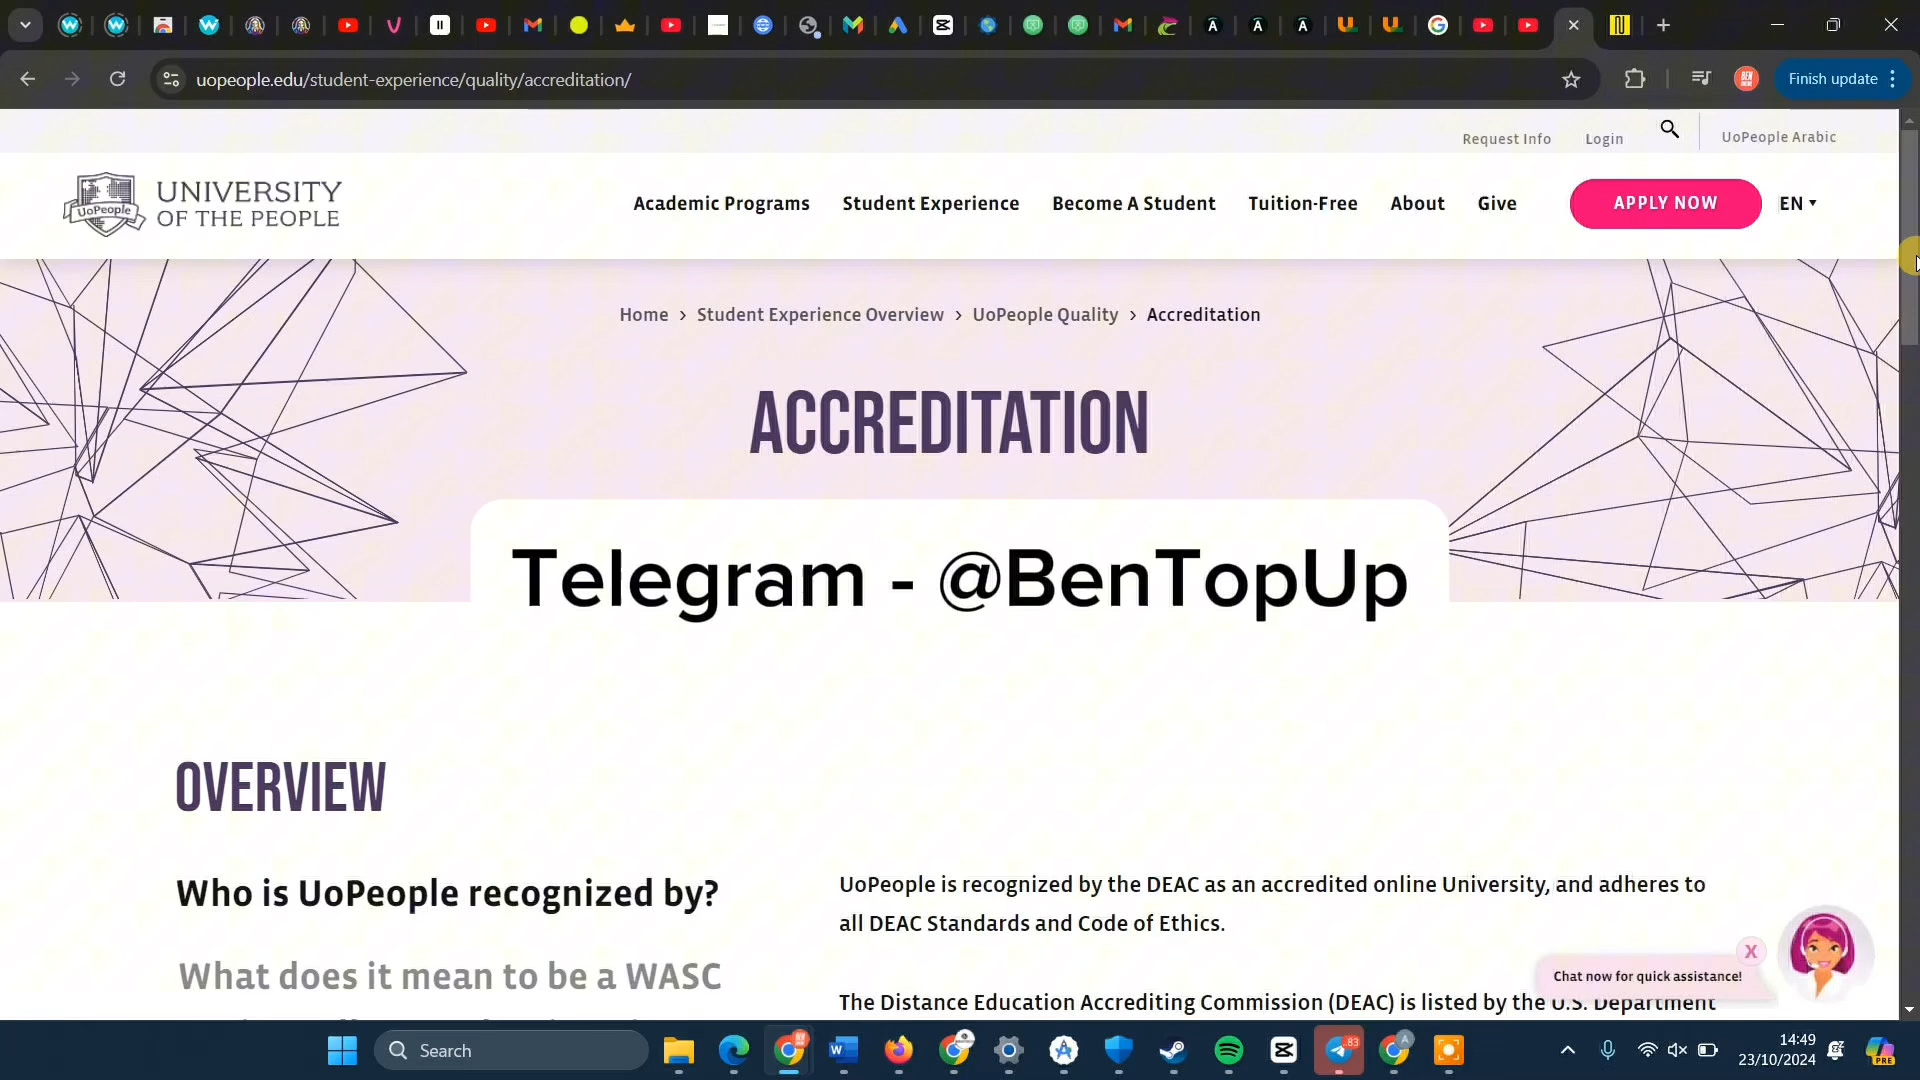 uopeople.edu/student-experience/quality/accreditation/
BEN
Finish update
Request Info
Login
UoPeople Arabic
UoPeople
UNIVERSITY
OF THE PEOPLE
Academic Programs
Student Experience
Become A Student
Tuition-Free
About
Give
APPLY NOW
EN
Home › Student Experience Overview › UoPeople Quality › Accreditation
ACCREDITATION
Telegram - @BenTopUp
OVERVIEW
Who is UoPeople recognized by?
What does it mean to be a WASC
UoPeople is recognized by the DEAC as an accredited online University, and adheres to
all DEAC Standards and Code of Ethics.
The Distance Education Accrediting Commission (DEAC) is listed by the U.S. Department
X
Chat now for quick assistance!
Search
83
14:49
23/10/2024
PRE